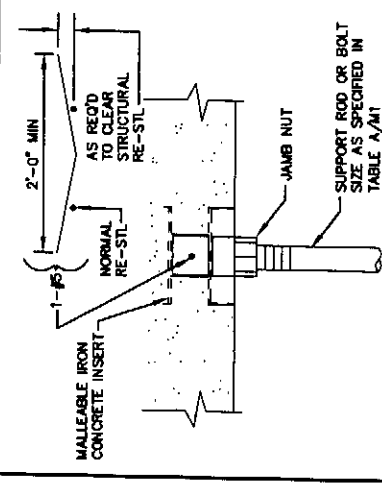 2'-0" MIN
1-#5
NORMAL
RE-STL
AS REQ'D
TO CLEAR
STRUCTURAL
RE-STL
MALLEABLE IRON
CONCRETE INSERT
JAMB NUT
SUPPORT ROD OR BOLT
SIZE AS SPECIFIED IN
TABLE A/M1